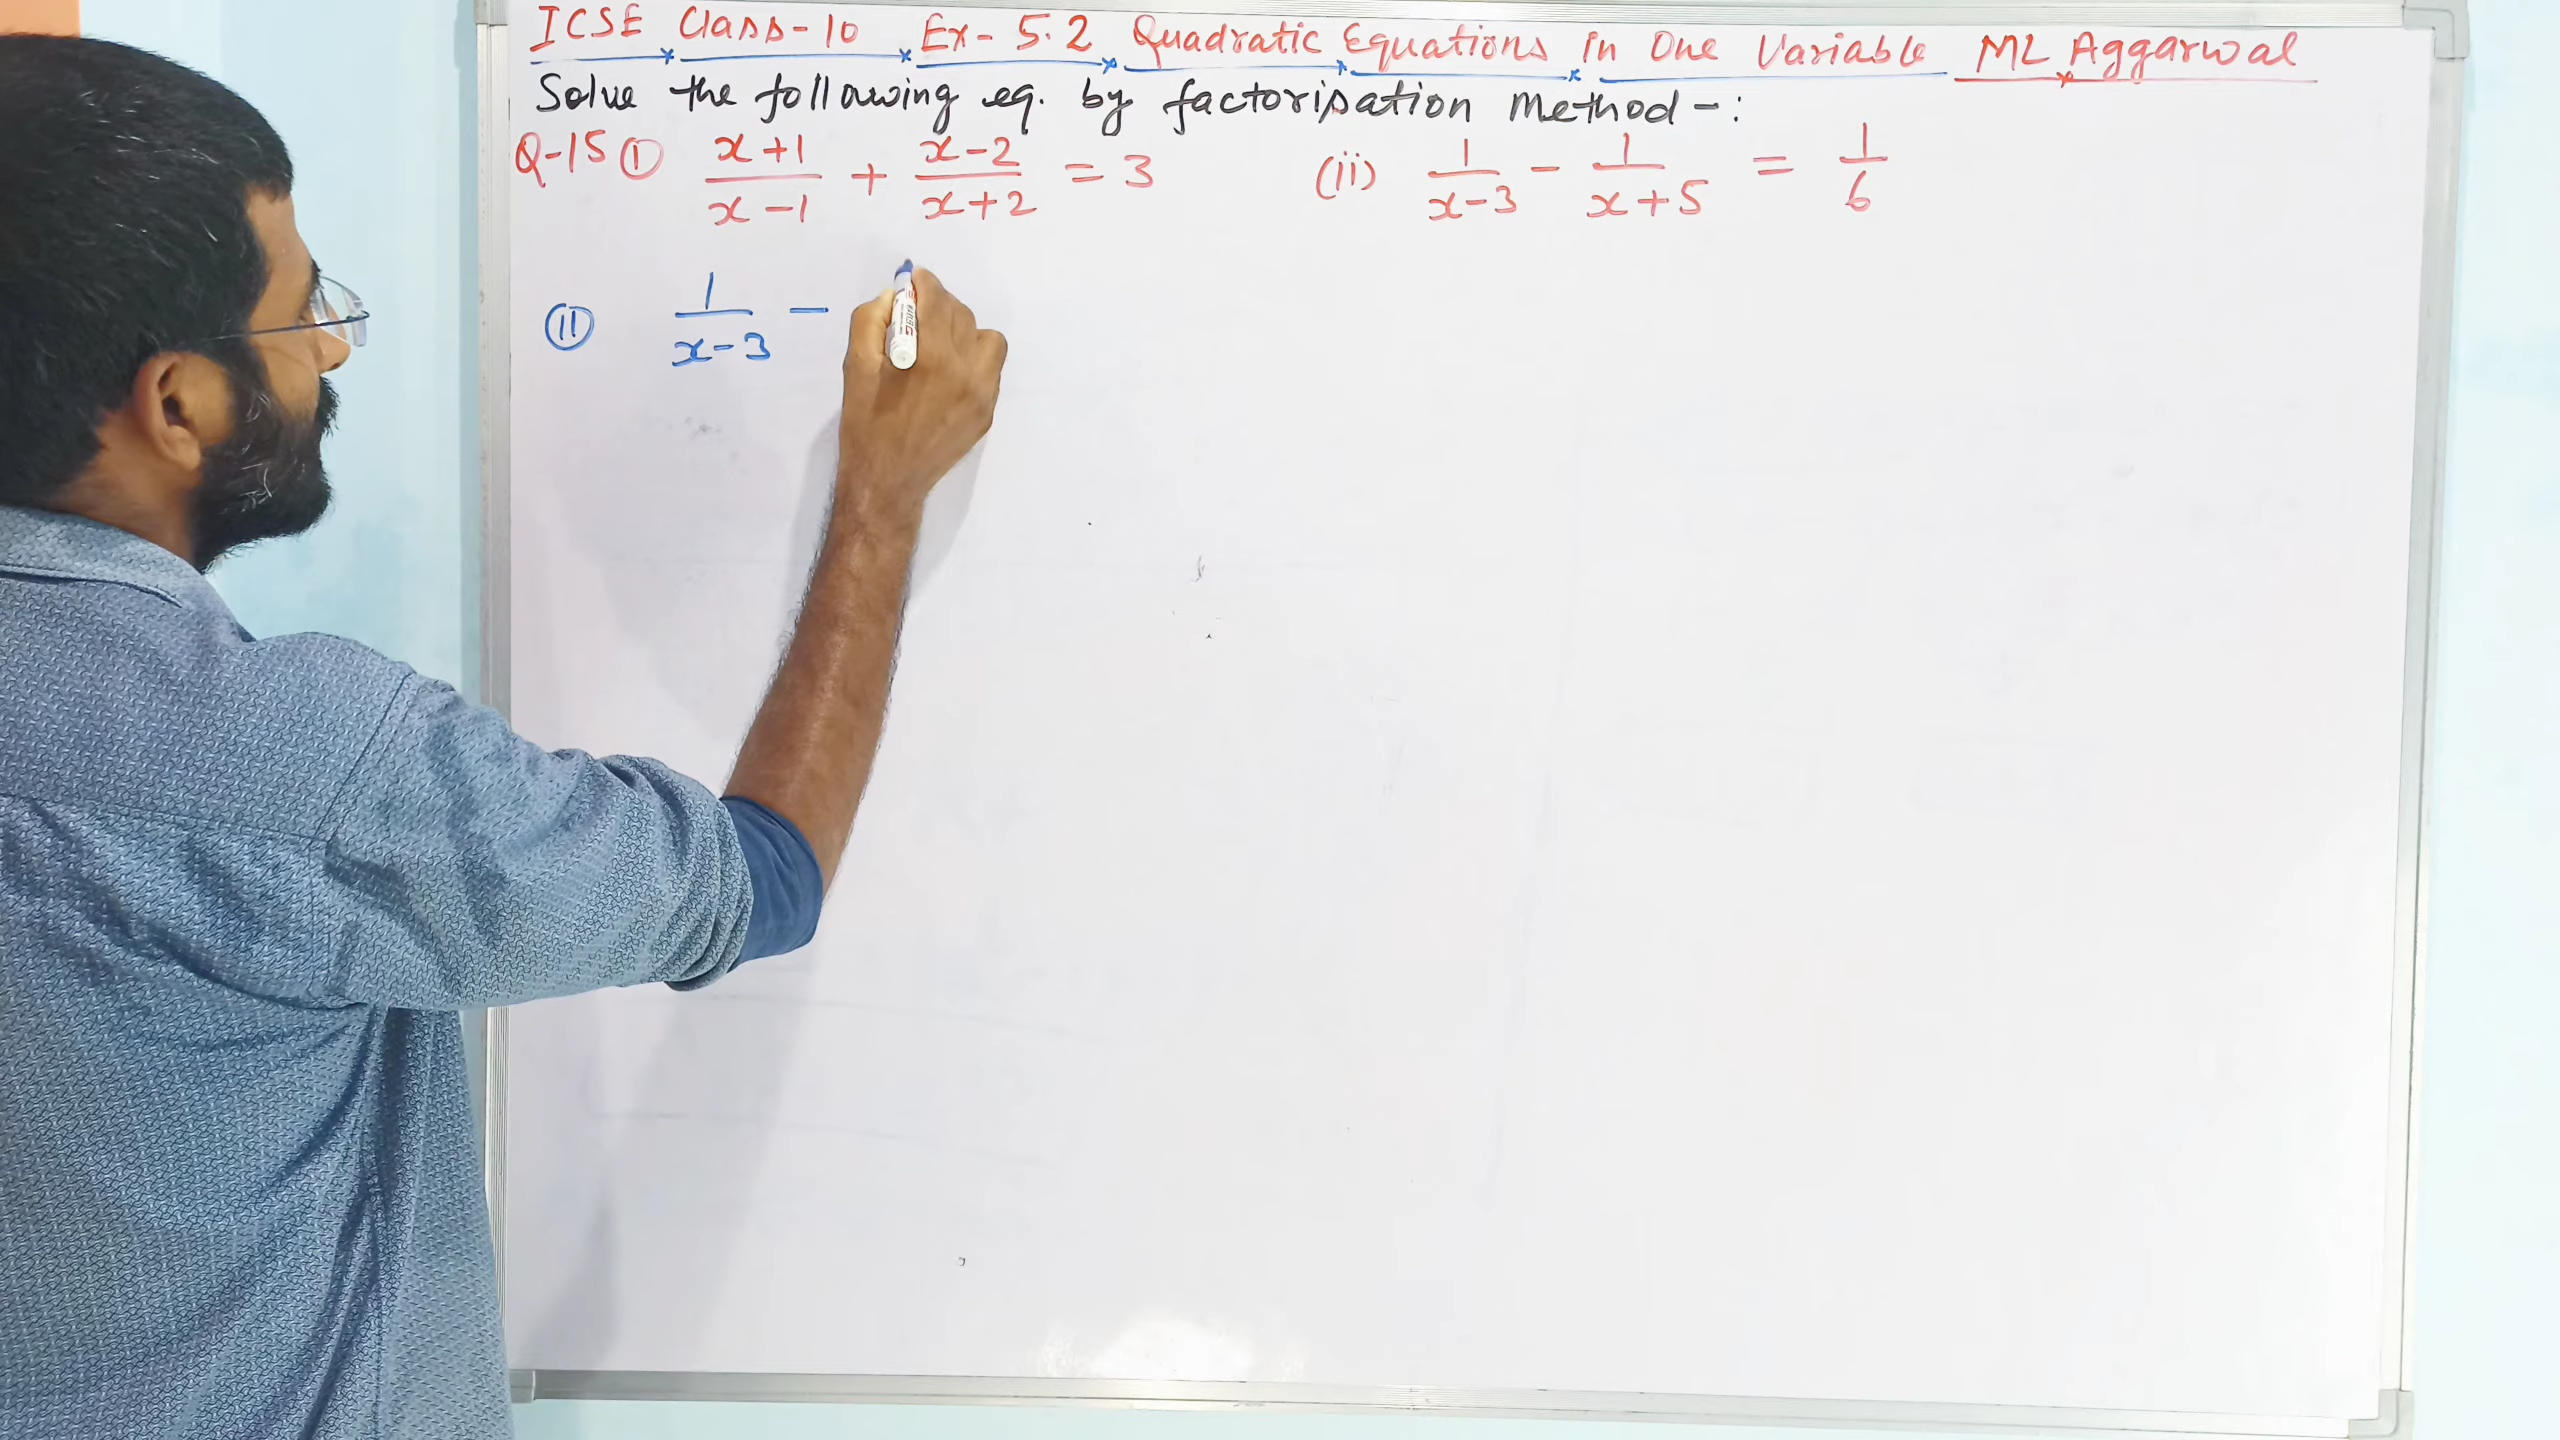 ICSE Class-10 Ex-5.2 Quadratic Equations in One Variable ML Aggarwal
Solve the following eq. by factorisation method-:
Q-15 (i) (x+1)/(x-1) + (x-2)/(x+2) = 3 (ii) 1/(x-3) - 1/(x+5) = 1/6
(ii) 1/(x-3) -